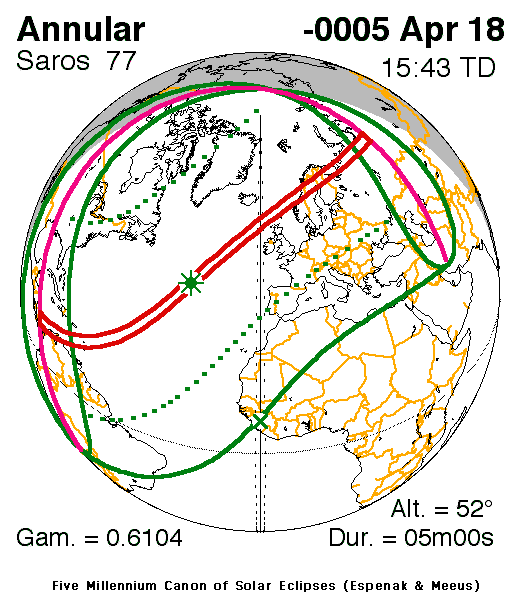 Annular -0005 Apr 18
Saros 77 15:43 TD
Alt. = 52°
Gam. = 0.6104 Dur. = 05m00s
Five Millennium Canon of Solar Eclipses (Espenak & Meeus)